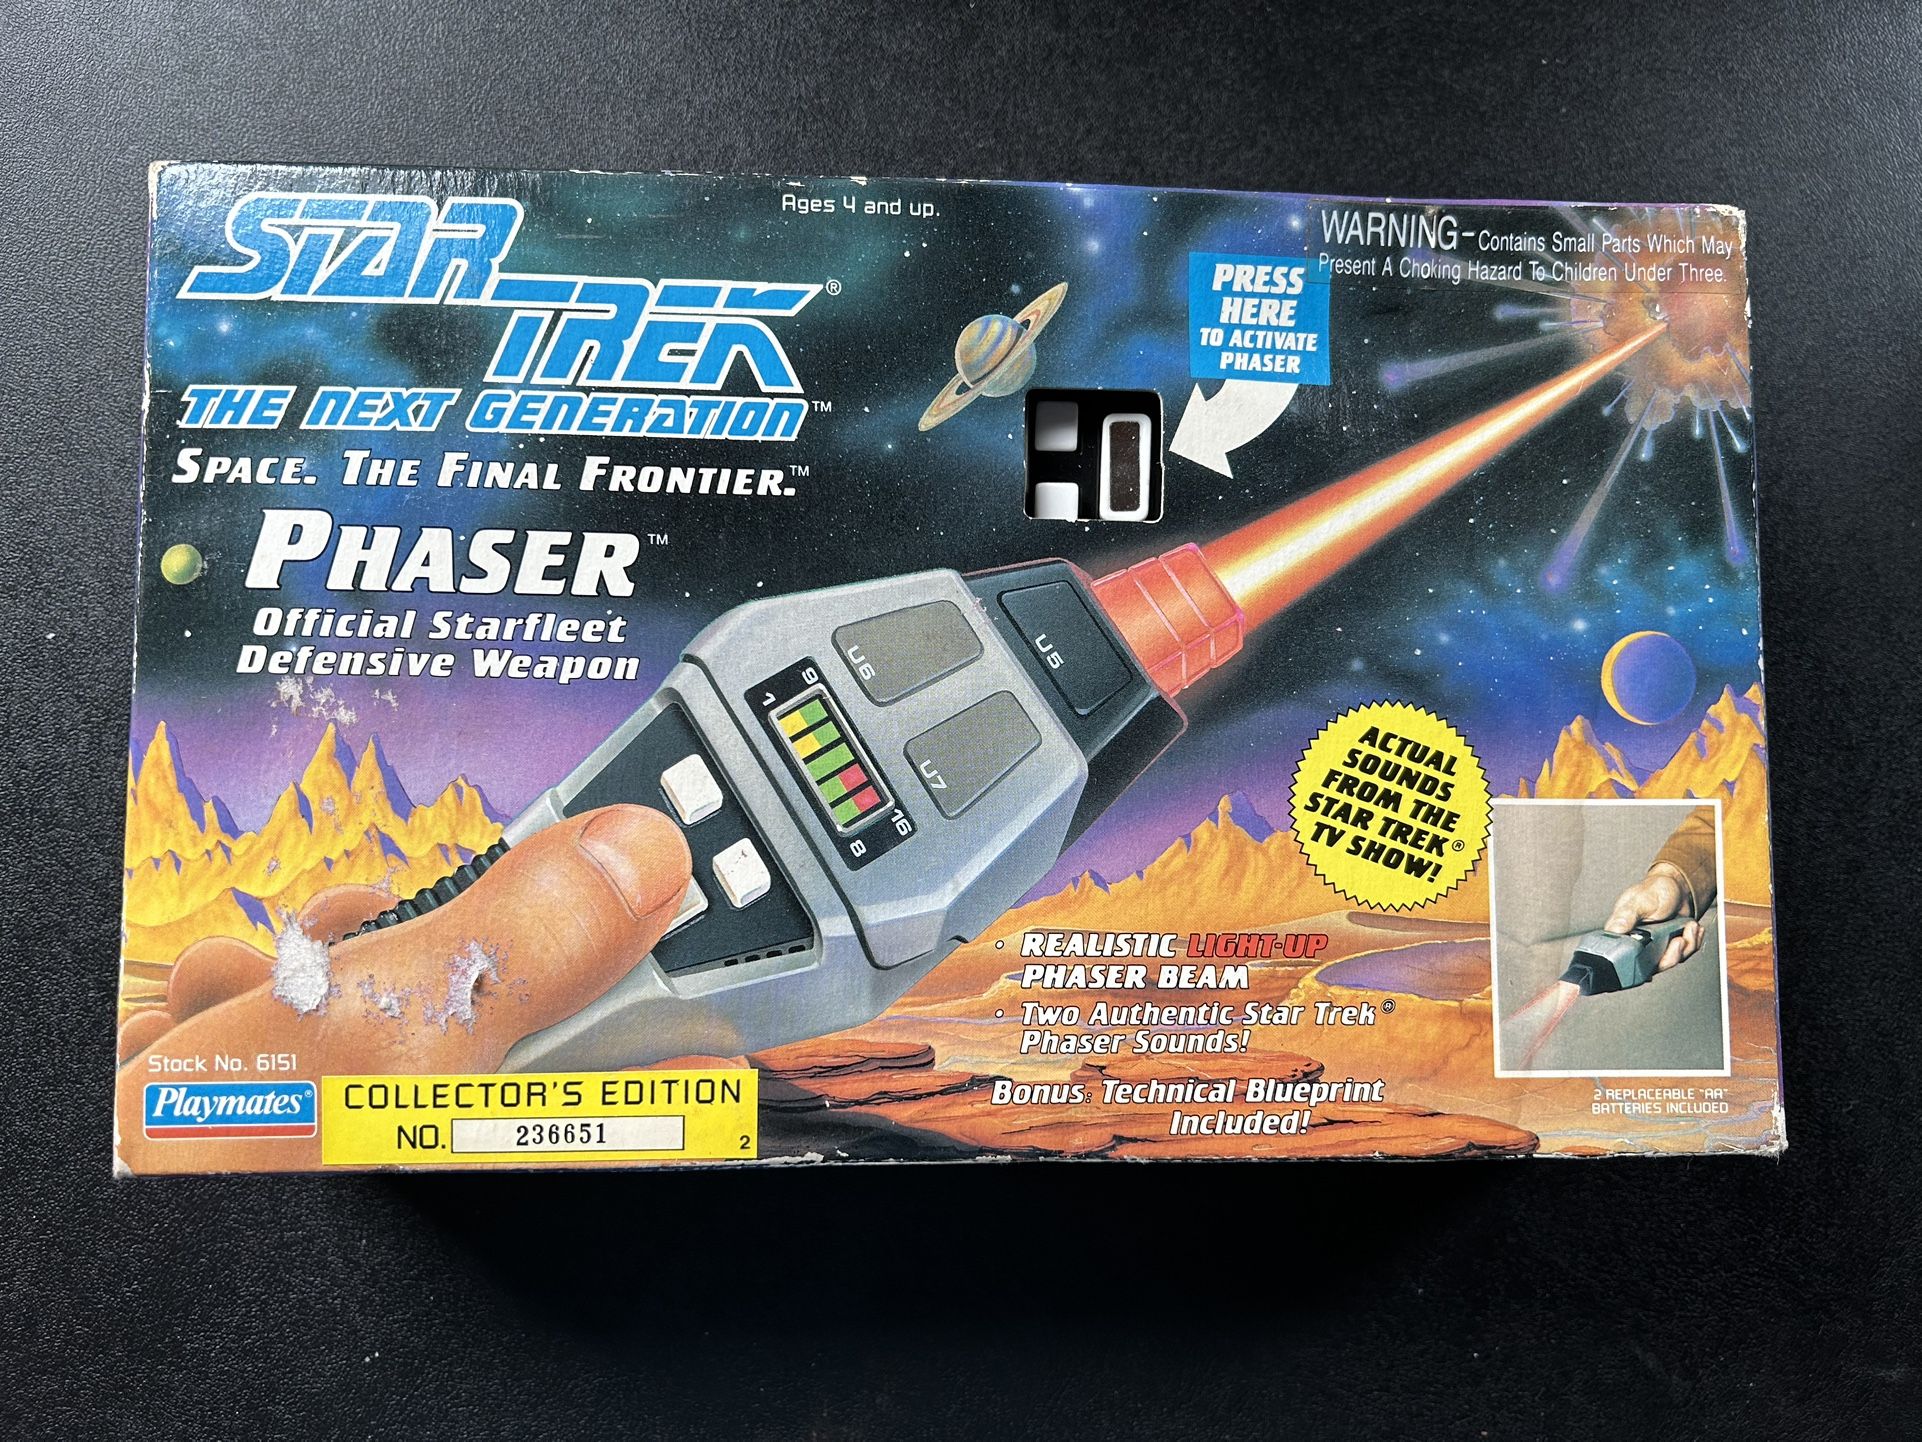 STAR
TREK®
THE NEXT GENERATION™
SPACE. THE FINAL FRONTIER.™
PHASER™
Official Starfleet
Defensive Weapon
Ages 4 and up.
WARNING-Contains Small Parts Which May
Present A Choking Hazard To Children Under Three.
PRESS
HERE
TO ACTIVATE
PHASER
U5
U6
U7
1
9
16
8
ACTUAL
SOUNDS
FROM THE
STAR TREK®
TV SHOW!
• REALISTIC LIGHT-UP
PHASER BEAM
• Two Authentic Star Trek®
Phaser Sounds!
Bonus: Technical Blueprint
Included!
2 REPLACEABLE "AA"
BATTERIES INCLUDED
Stock No. 6151
Playmates®
COLLECTOR'S EDITION
NO. 236651
2